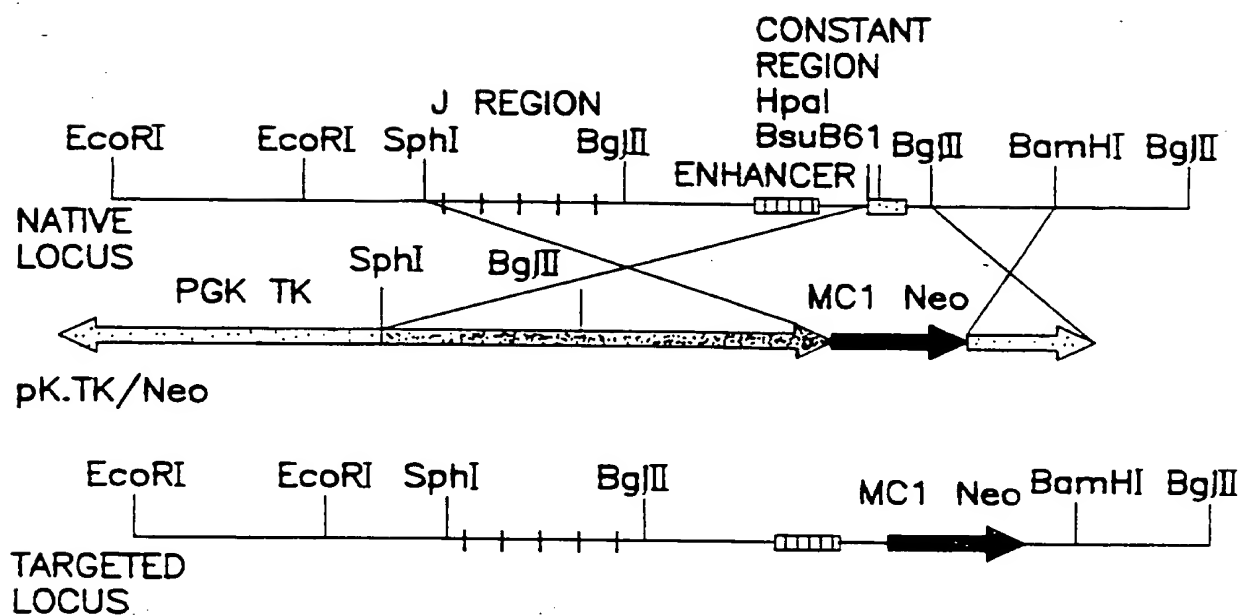 CONSTANT
REGION
HpaI
J REGION
BsuB61
EcoRI EcoRI SphI BglII BglII BamHI BglII
ENHANCER
NATIVE
LOCUS
SphI BglII
PGK TK
MC1 Neo
pK.TK/Neo
EcoRI EcoRI SphI BglII MC1 Neo BamHI BglII
TARGETED
LOCUS